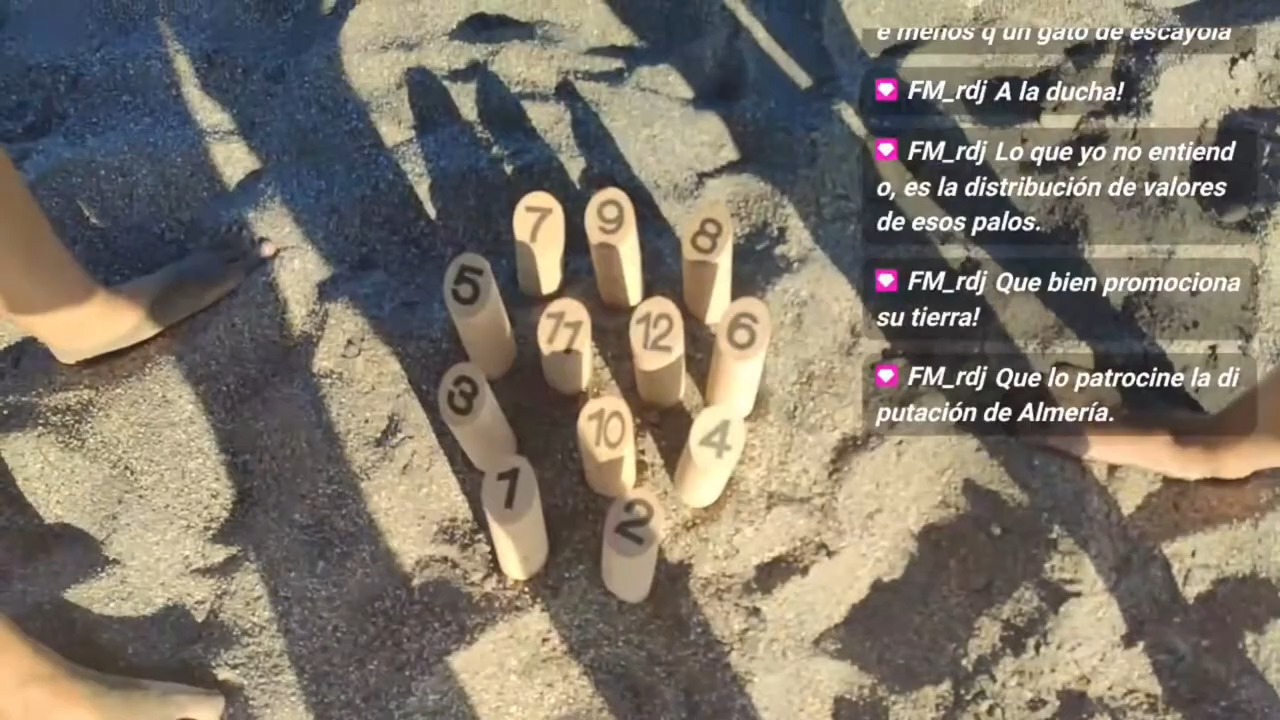 e menos q un gato de escayola
FM_rdj A la ducha!
FM_rdj Lo que yo no entiend
o, es la distribución de valores
de esos palos.
FM_rdj Que bien promociona
su tierra!
FM_rdj Que lo patrocine la di
putación de Almería.
7 9 8
5
11 12 6
3
10 4
1
2